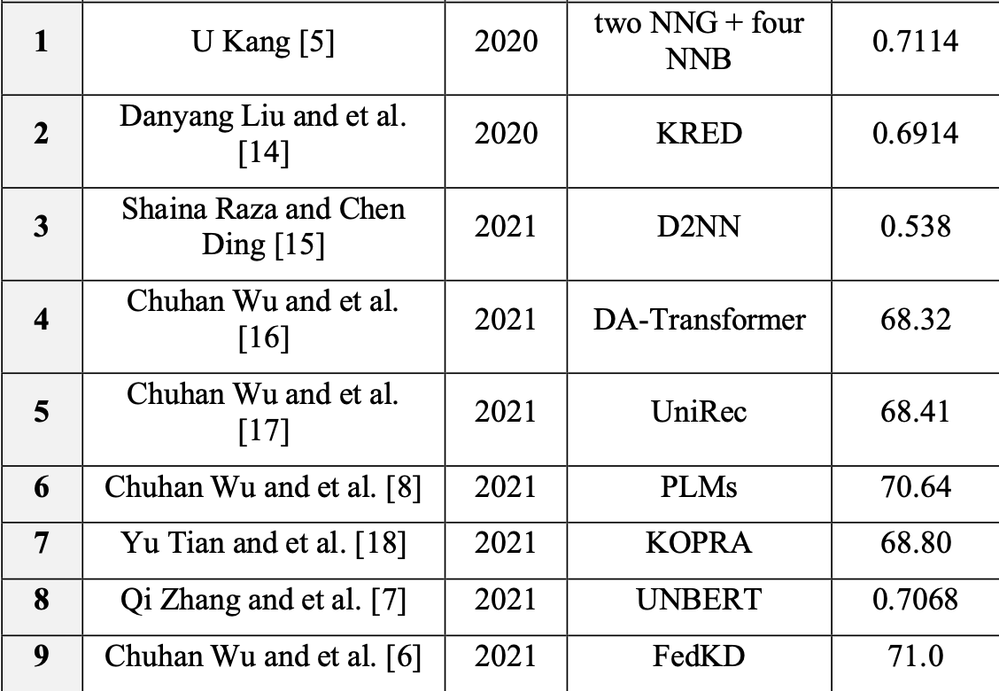 1
U Kang [5]
2020
two NNG + four
NNB
0.7114
2
Danyang Liu and et al.
[14]
2020
KRED
0.6914
3
Shaina Raza and Chen
Ding [15]
2021
D2NN
0.538
4
Chuhan Wu and et al.
[16]
2021
DA-Transformer
68.32
5
Chuhan Wu and et al.
[17]
2021
UniRec
68.41
6
Chuhan Wu and et al. [8]
2021
PLMs
70.64
7
Yu Tian and et al. [18]
2021
KOPRA
68.80
8
Qi Zhang and et al. [7]
2021
UNBERT
0.7068
9
Chuhan Wu and et al. [6]
2021
FedKD
71.0